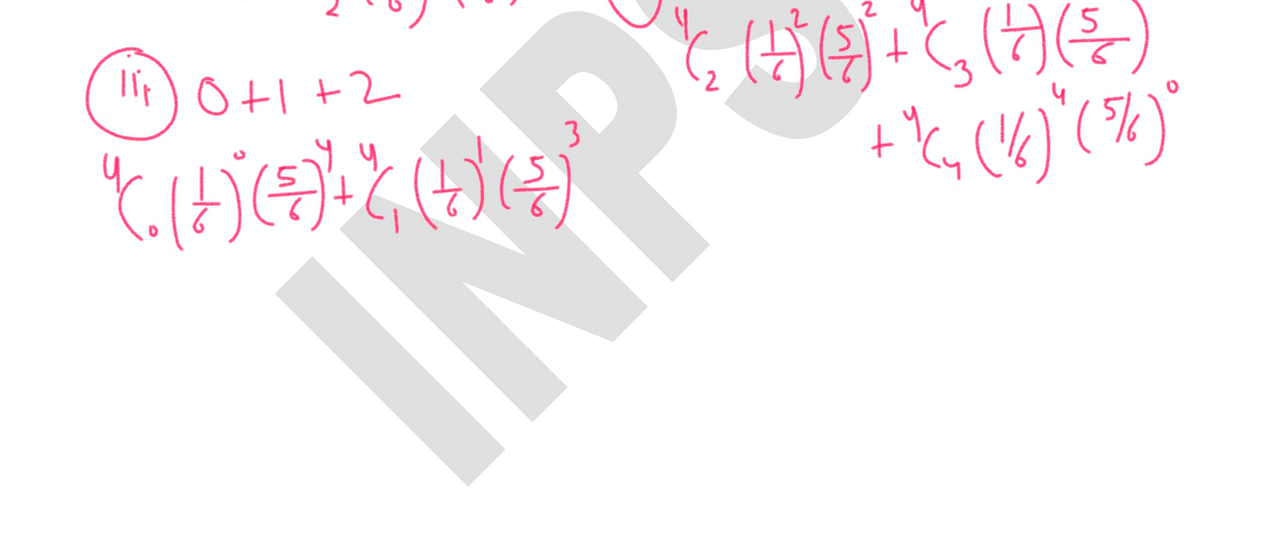 ⁴C₂ (1/6)² (5/6)² + ⁴C₃ (1/6) (5/6)
+ ⁴C₄ (1/6)⁴ (5/6)⁰
iii, 0+1+2
⁴C₀ (1/6)⁰ (5/6)⁴ + ⁴C₁ (1/6)¹ (5/6)³
INPS